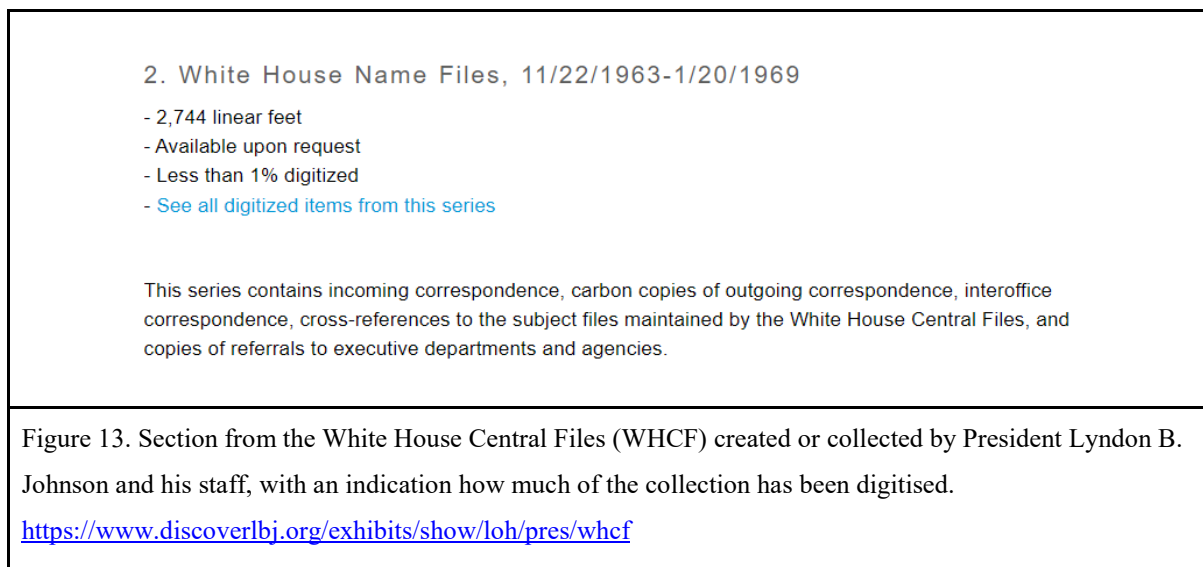 2. White House Name Files, 11/22/1963-1/20/1969
- 2,744 linear feet
- Available upon request
- Less than 1% digitized
- See all digitized items from this series
This series contains incoming correspondence, carbon copies of outgoing correspondence, interoffice
correspondence, cross-references to the subject files maintained by the White House Central Files, and
copies of referrals to executive departments and agencies.
Figure 13. Section from the White House Central Files (WHCF) created or collected by President Lyndon B.
Johnson and his staff, with an indication how much of the collection has been digitised.
https://www.discoverlbj.org/exhibits/show/loh/pres/whcf